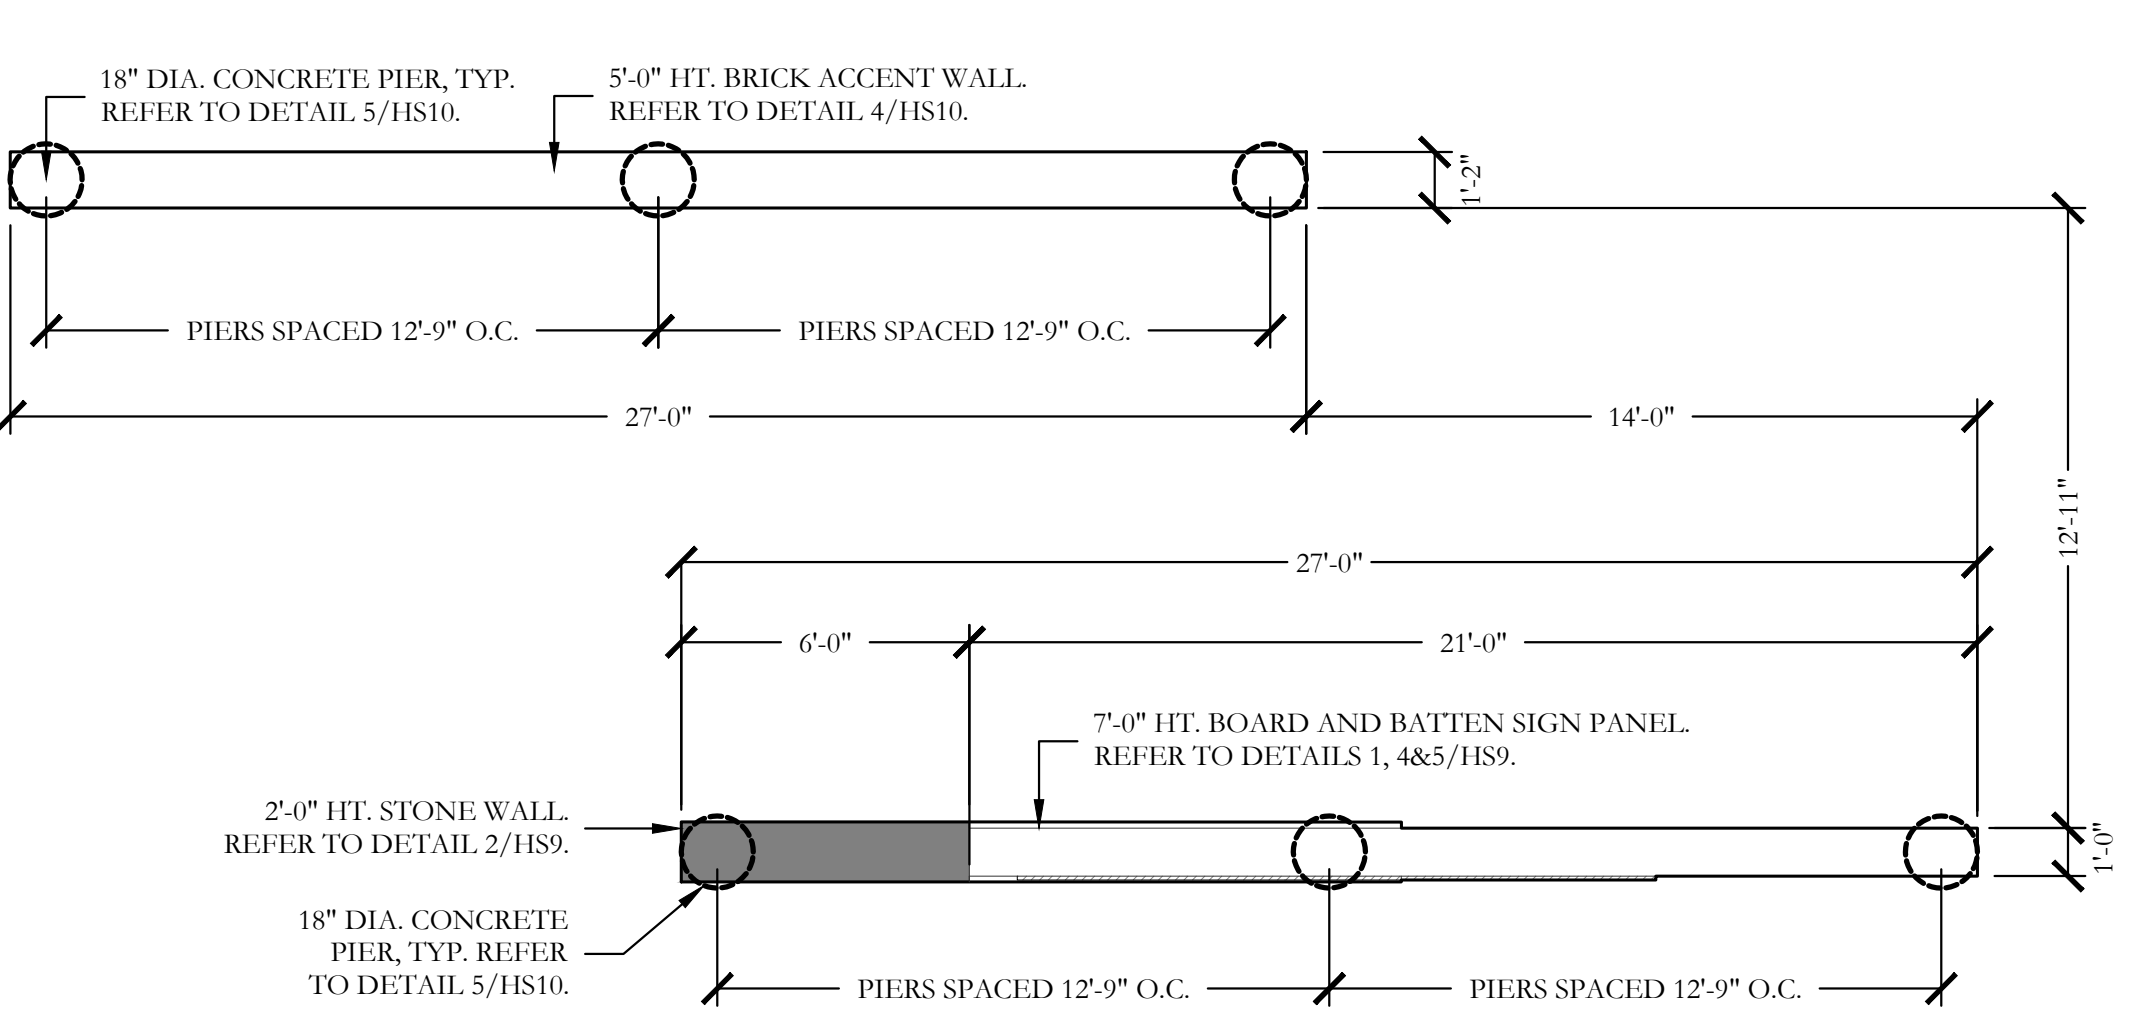 18" DIA. CONCRETE PIER, TYP.
REFER TO DETAIL 5/HS10.
5'-0" HT. BRICK ACCENT WALL.
REFER TO DETAIL 4/HS10.
1'-2"
PIERS SPACED 12'-9" O.C.
PIERS SPACED 12'-9" O.C.
27'-0"
14'-0"
12'-11"
27'-0"
6'-0"
21'-0"
7'-0" HT. BOARD AND BATTEN SIGN PANEL.
REFER TO DETAILS 1, 4&5/HS9.
2'-0" HT. STONE WALL.
REFER TO DETAIL 2/HS9.
1'-0"
18" DIA. CONCRETE
PIER, TYP. REFER
TO DETAIL 5/HS10.
PIERS SPACED 12'-9" O.C.
PIERS SPACED 12'-9" O.C.